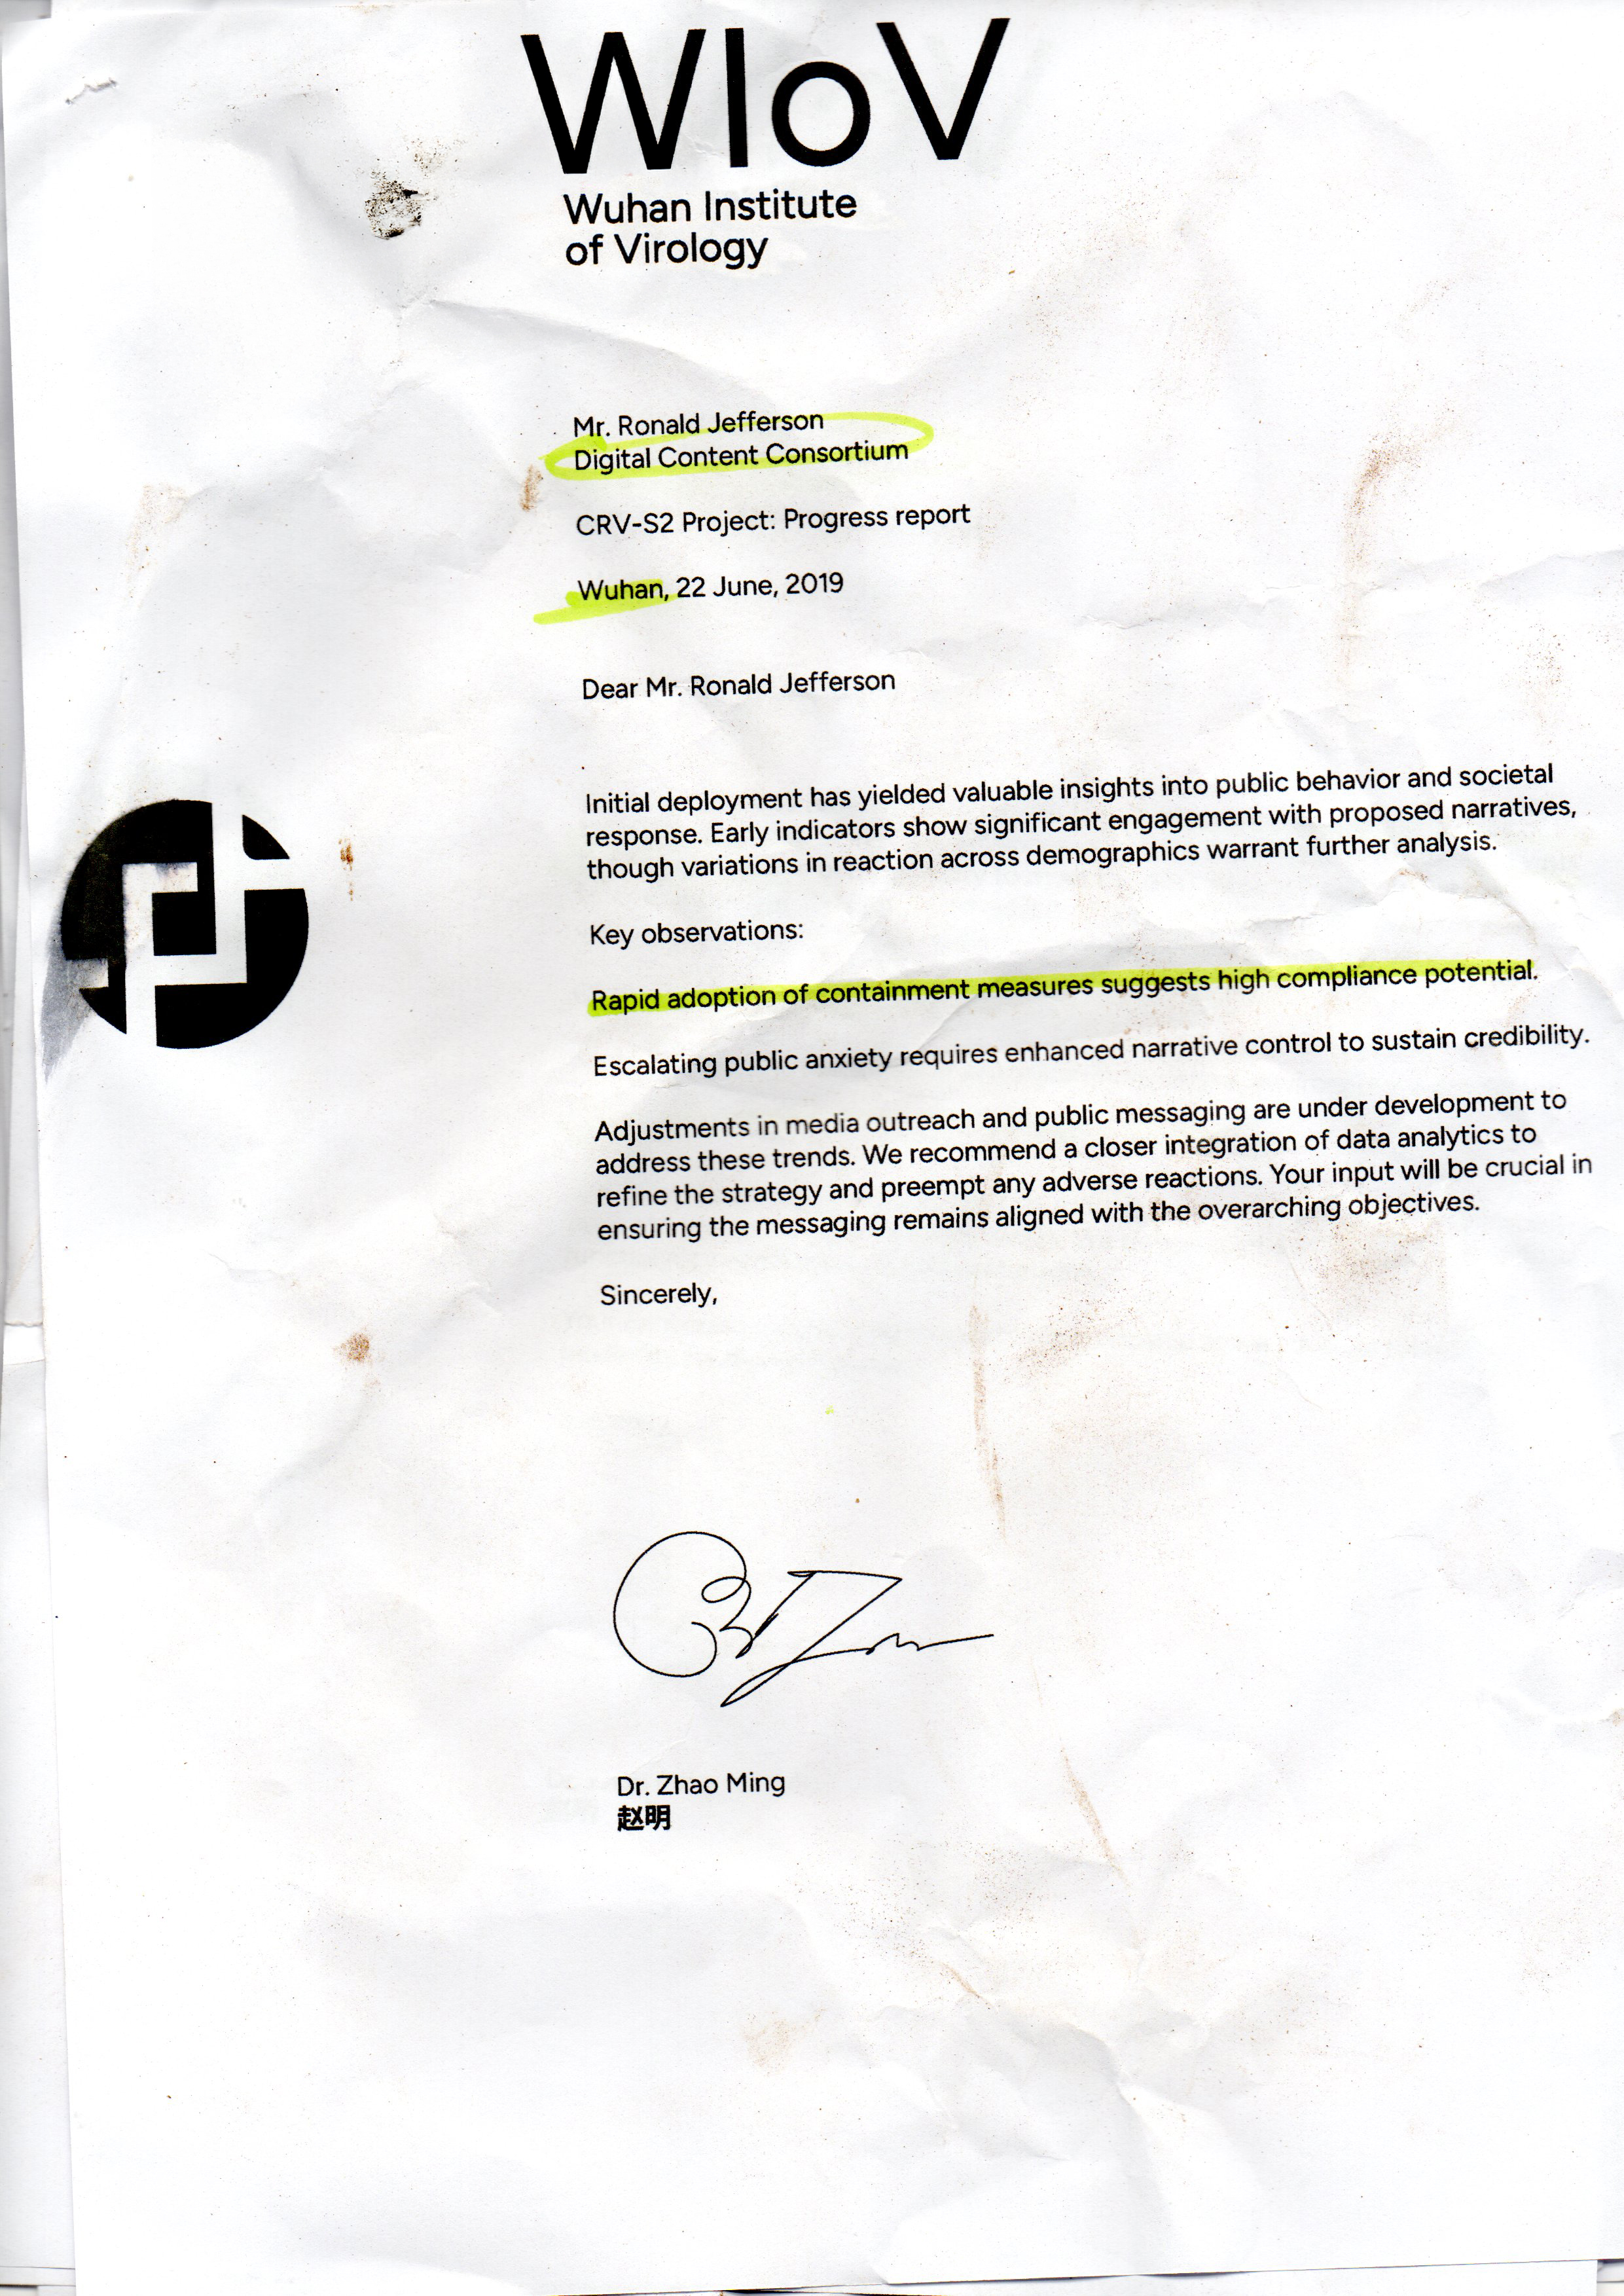 WIoV
Wuhan Institute
of Virology
Mr. Ronald Jefferson
Digital Content Consortium
CRV-S2 Project: Progress report
Wuhan, 22 June, 2019
Dear Mr. Ronald Jefferson
Initial deployment has yielded valuable insights into public behavior and societal
response. Early indicators show significant engagement with proposed narratives,
though variations in reaction across demographics warrant further analysis.
Key observations:
Rapid adoption of containment measures suggests high compliance potential.
Escalating public anxiety requires enhanced narrative control to sustain credibility.
Adjustments in media outreach and public messaging are under development to
address these trends. We recommend a closer integration of data analytics to
refine the strategy and preempt any adverse reactions. Your input will be crucial in
ensuring the messaging remains aligned with the overarching objectives.
Sincerely,
Dr. Zhao Ming
赵明